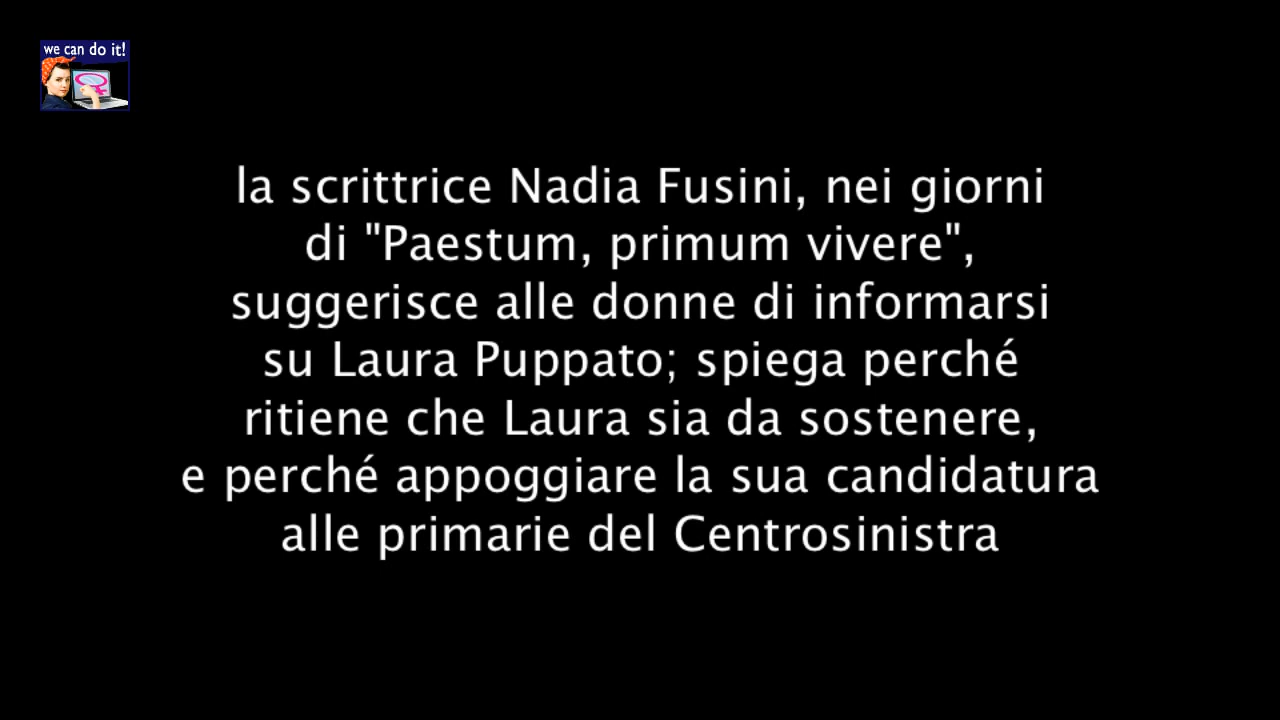 we can do it!
la scrittrice Nadia Fusini, nei giorni
di "Paestum, primum vivere",
suggerisce alle donne di informarsi
su Laura Puppato; spiega perché
ritiene che Laura sia da sostenere,
e perché appoggiare la sua candidatura
alle primarie del Centrosinistra